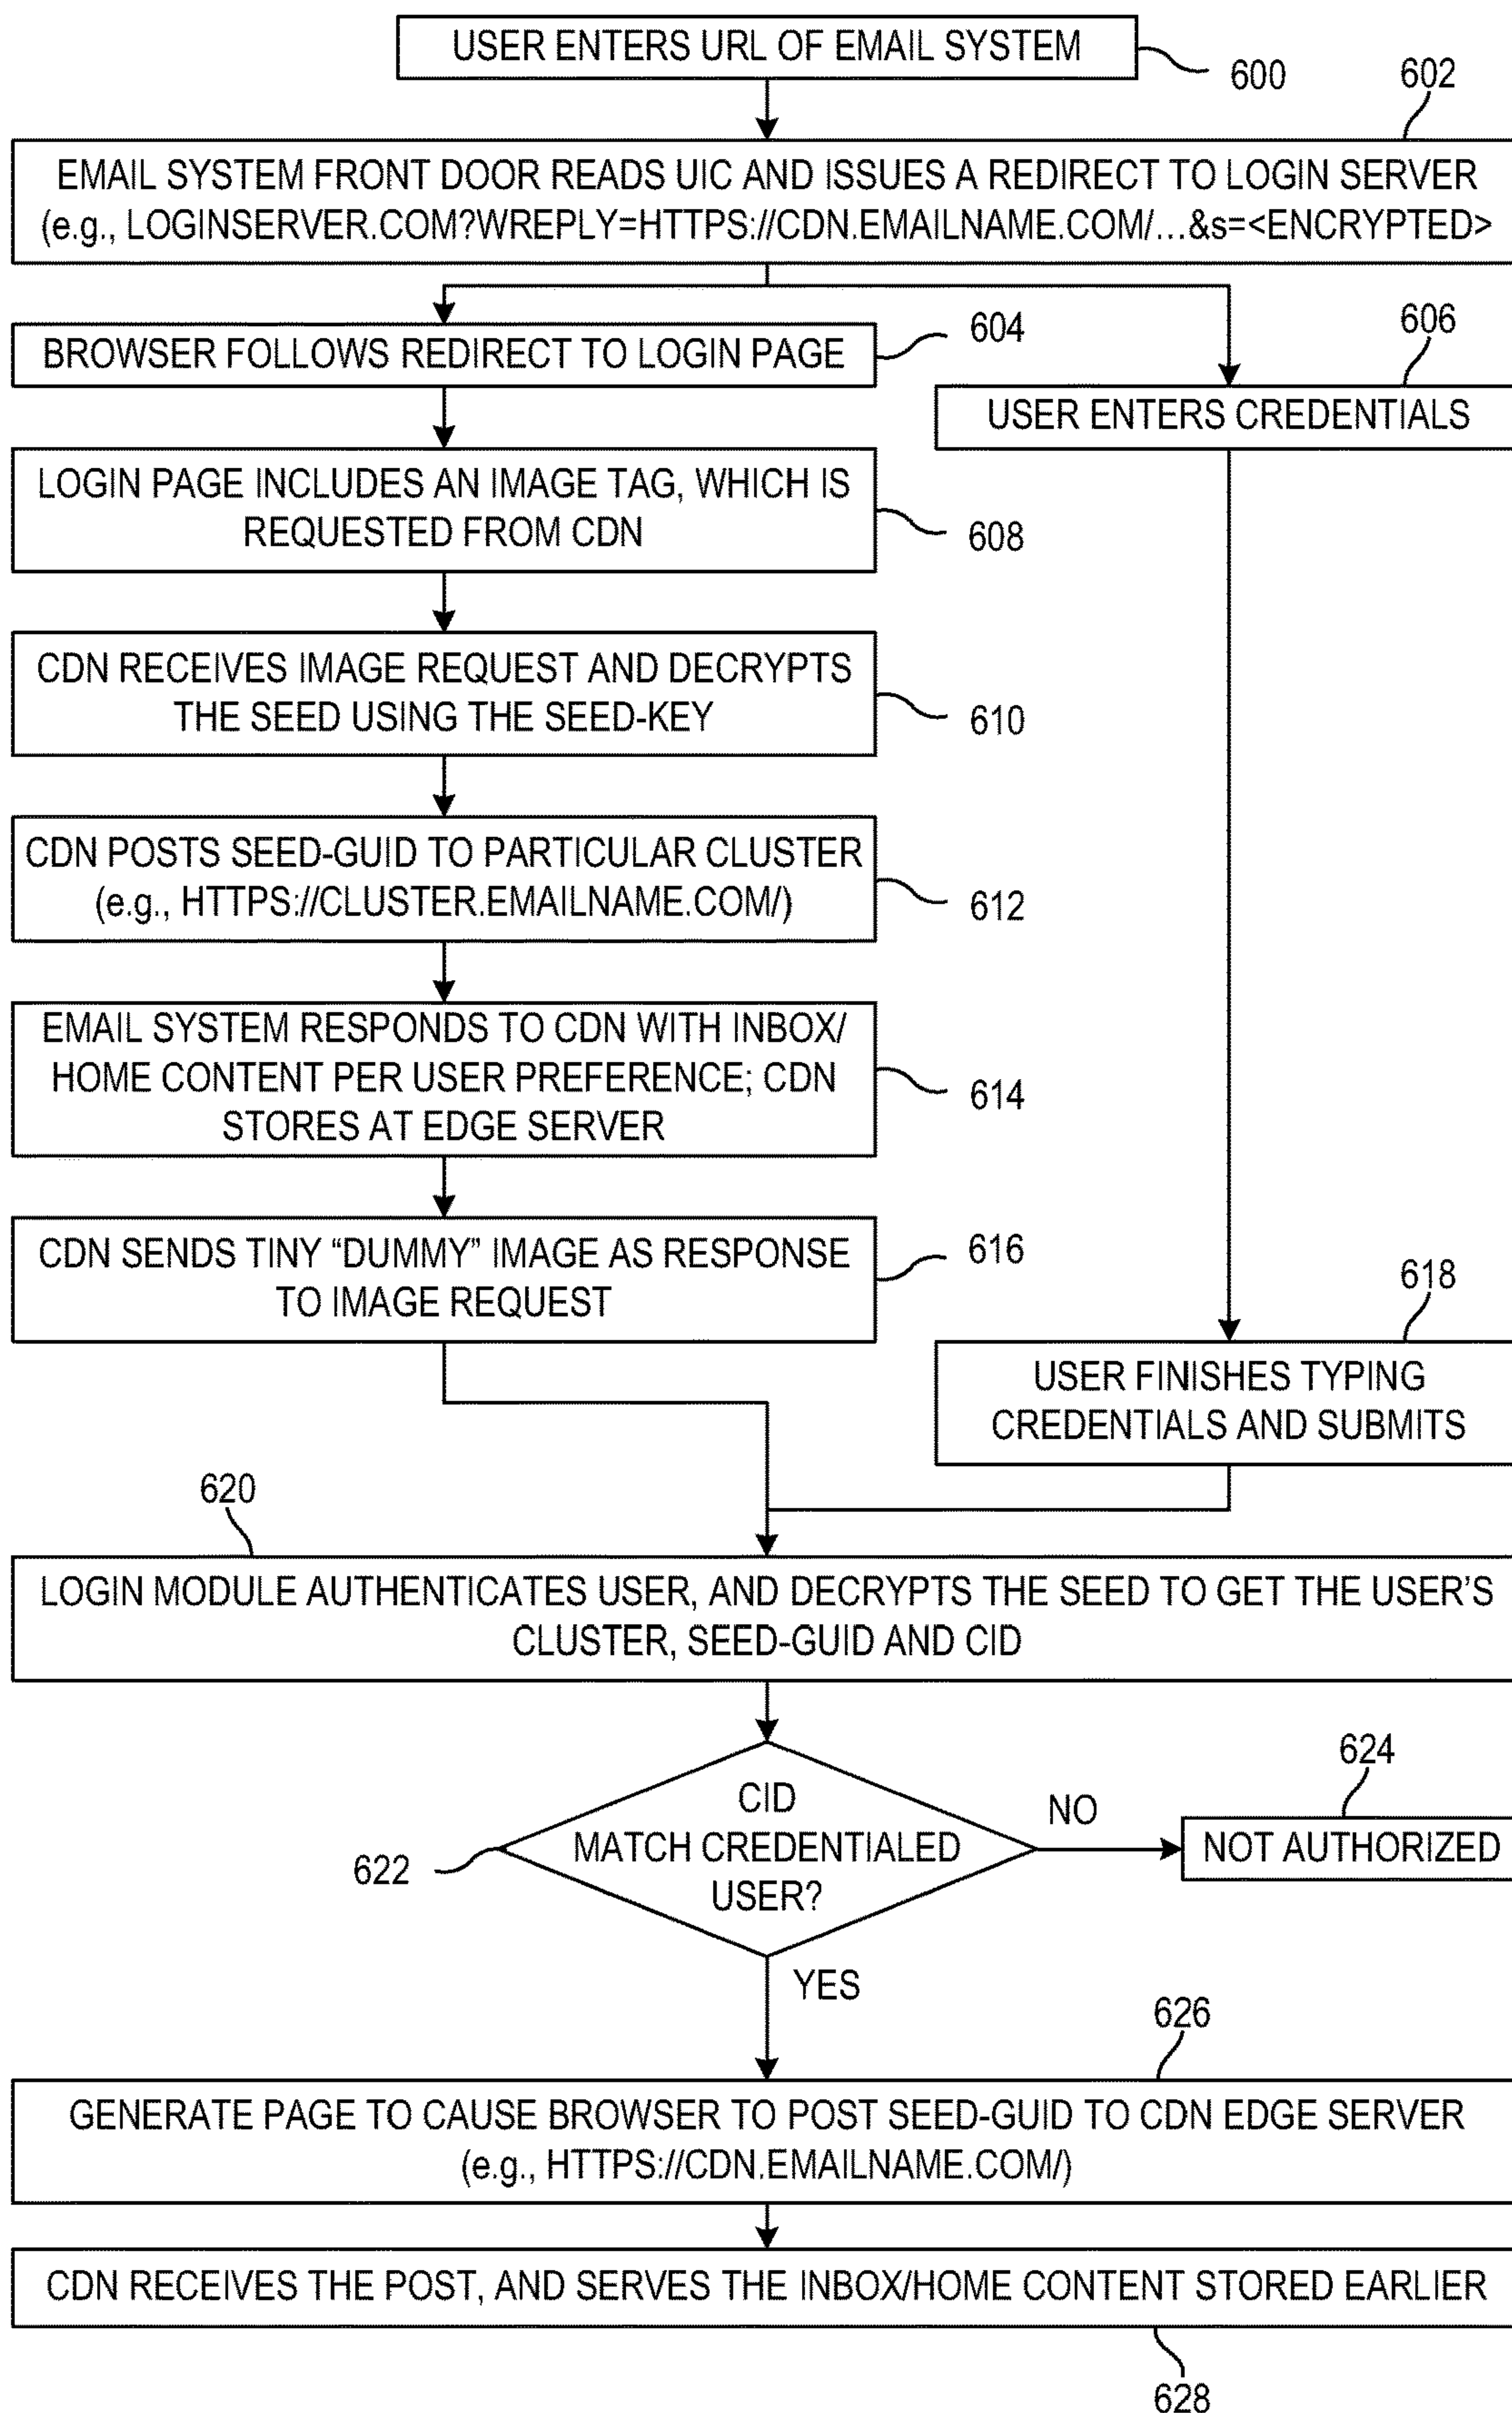 USER ENTERS URL OF EMAIL SYSTEM
600
602
EMAIL SYSTEM FRONT DOOR READS UIC AND ISSUES A REDIRECT TO LOGIN SERVER
(e.g., LOGINSERVER.COM?WREPLY=HTTPS://CDN.EMAILNAME.COM/...&s=<ENCRYPTED>
BROWSER FOLLOWS REDIRECT TO LOGIN PAGE
604
606
USER ENTERS CREDENTIALS
LOGIN PAGE INCLUDES AN IMAGE TAG, WHICH IS
REQUESTED FROM CDN
608
CDN RECEIVES IMAGE REQUEST AND DECRYPTS
THE SEED USING THE SEED-KEY
610
CDN POSTS SEED-GUID TO PARTICULAR CLUSTER
(e.g., HTTPS://CLUSTER.EMAILNAME.COM/)
612
EMAIL SYSTEM RESPONDS TO CDN WITH INBOX/
HOME CONTENT PER USER PREFERENCE; CDN
STORES AT EDGE SERVER
614
CDN SENDS TINY “DUMMY” IMAGE AS RESPONSE
TO IMAGE REQUEST
616
618
USER FINISHES TYPING
CREDENTIALS AND SUBMITS
620
LOGIN MODULE AUTHENTICATES USER, AND DECRYPTS THE SEED TO GET THE USER’S
CLUSTER, SEED-GUID AND CID
CID
MATCH CREDENTIALED
USER?
622
NO
624
NOT AUTHORIZED
YES
626
GENERATE PAGE TO CAUSE BROWSER TO POST SEED-GUID TO CDN EDGE SERVER
(e.g., HTTPS://CDN.EMAILNAME.COM/)
CDN RECEIVES THE POST, AND SERVES THE INBOX/HOME CONTENT STORED EARLIER
628